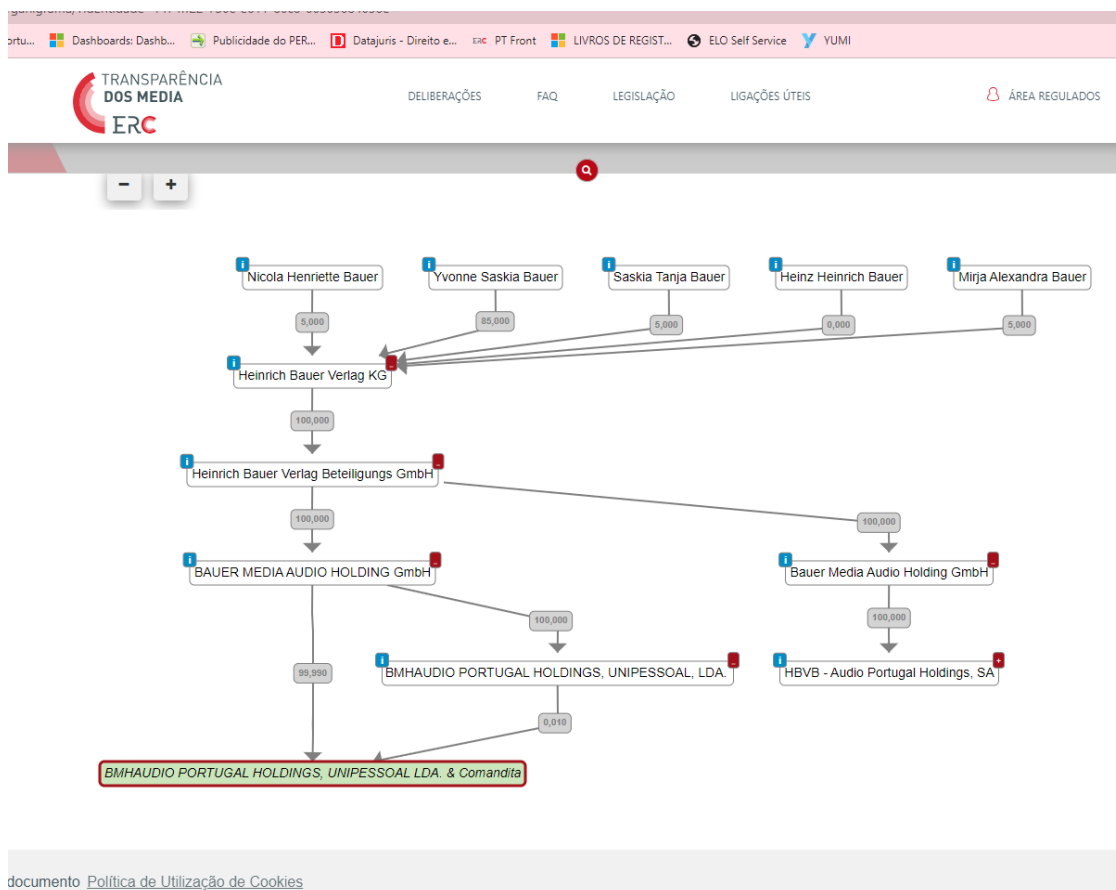 ortu... Dashboards: Dashb... Publicidade do PER... Datajuris - Direito e... ERC PT Front LIVROS DE REGIST... ELO Self Service YUMI
TRANSPARÊNCIA
DOS MEDIA
ERC
DELIBERAÇÕES FAQ LEGISLAÇÃO LIGAÇÕES ÚTEIS ÁREA REGULADOS
− +
Nicola Henriette Bauer Yvonne Saskia Bauer Saskia Tanja Bauer Heinz Heinrich Bauer Mirja Alexandra Bauer
5,000 85,000 5,000 0,000 5,000
Heinrich Bauer Verlag KG
100,000
Heinrich Bauer Verlag Beteiligungs GmbH
100,000 100,000
BAUER MEDIA AUDIO HOLDING GmbH Bauer Media Audio Holding GmbH
100,000 100,000
99,990 BMHAUDIO PORTUGAL HOLDINGS, UNIPESSOAL, LDA. HBVB - Audio Portugal Holdings, SA
0,010
BMHAUDIO PORTUGAL HOLDINGS, UNIPESSOAL LDA. & Comandita
documento Política de Utilização de Cookies